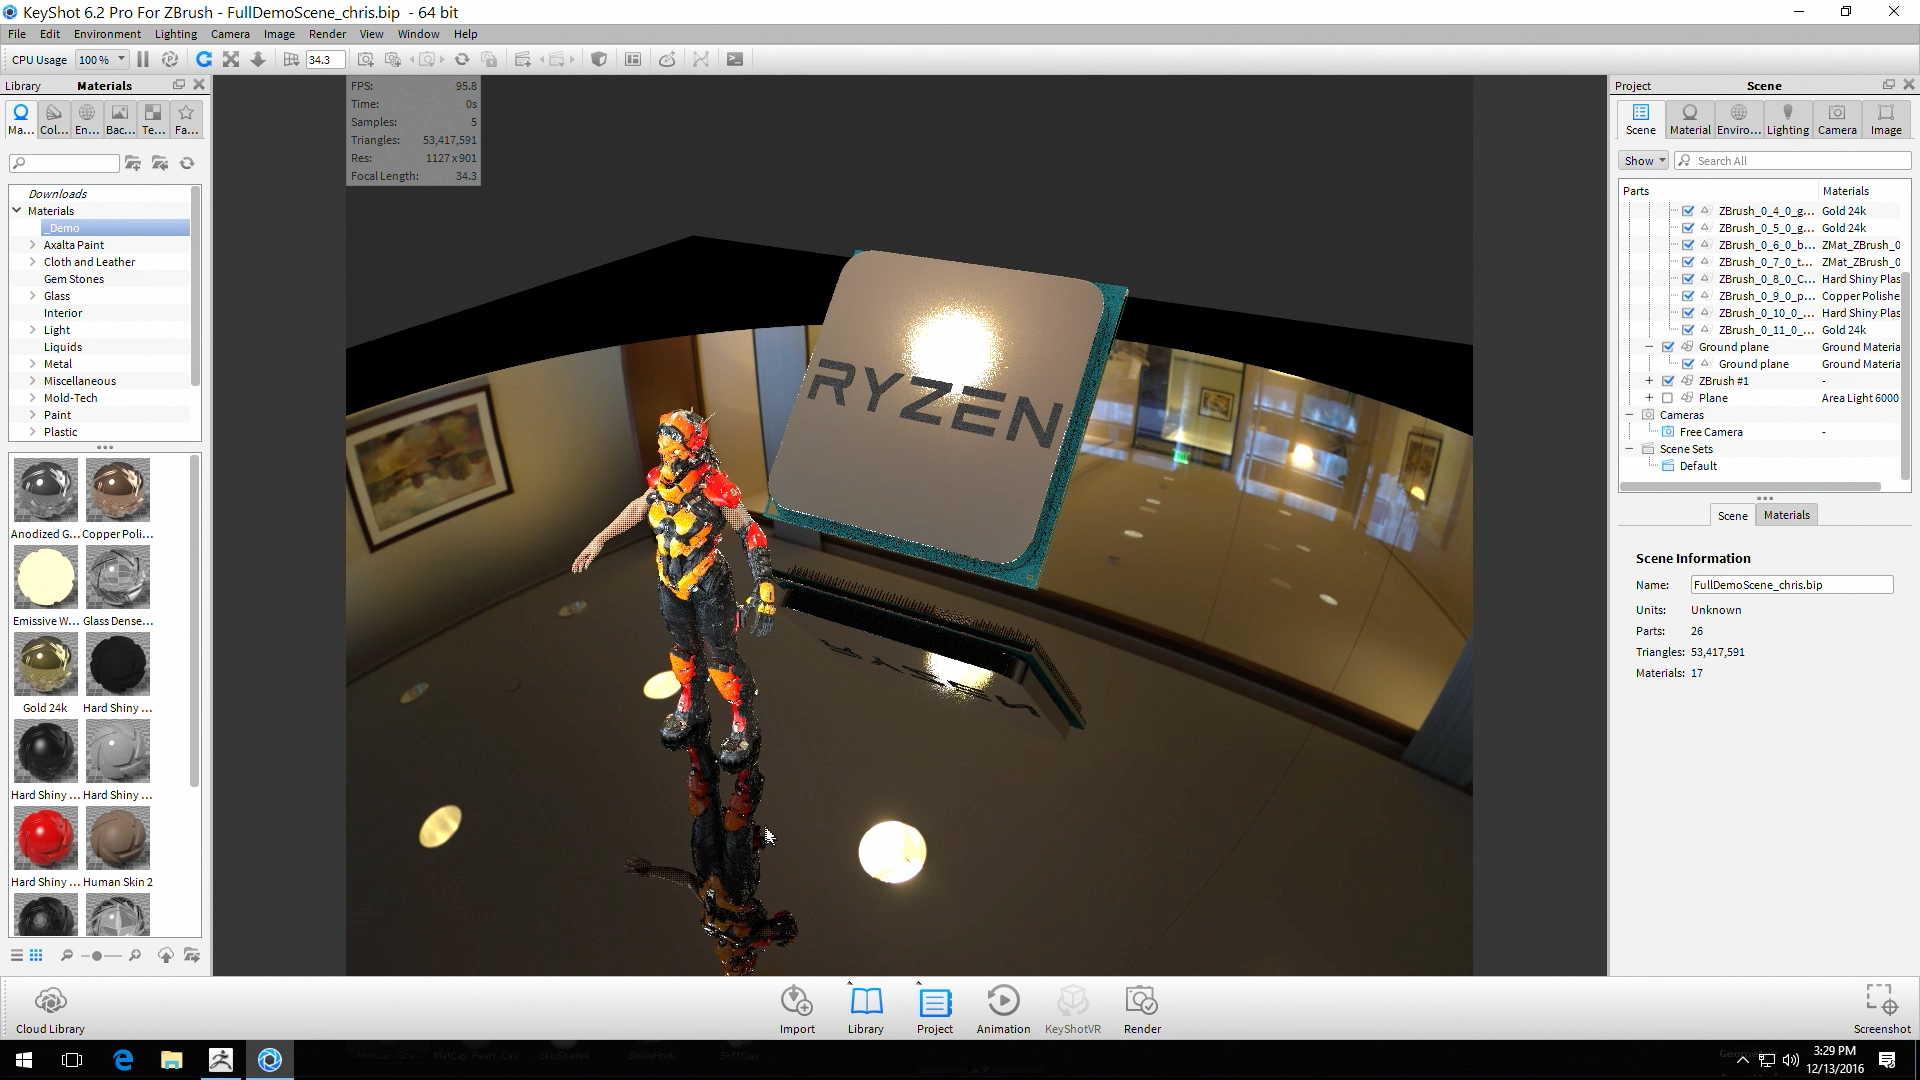 KeyShot 6.2 Pro For ZBrush - FullDemoScene_chris.bip - 64 bit
File Edit Environment Lighting Camera Image Render View Window Help
CPU Usage 100 % 34.3
Library Materials
Ma... Col... En... Bac... Te... Fa...
Downloads
Materials
_Demo
Axalta Paint
Cloth and Leather
Gem Stones
Glass
Interior
Light
Liquids
Metal
Miscellaneous
Mold-Tech
Paint
Plastic
Anodized G... Copper Poli...
Emissive W... Glass Dense...
Gold 24k Hard Shiny ...
Hard Shiny ... Hard Shiny ...
Hard Shiny ... Human Skin 2
FPS: 95.8
Time: 0s
Samples: 5
Triangles: 53,417,591
Res: 1127 x 901
Focal Length: 34.3
RYZEN
Project Scene
Scene Material Enviro... Lighting Camera Image
Show Search All
Parts Materials
ZBrush_0_4_0_g... Gold 24k
ZBrush_0_5_0_g... Gold 24k
ZBrush_0_6_0_b... ZMat_ZBrush_0
ZBrush_0_7_0_t... ZMat_ZBrush_0
ZBrush_0_8_0_C... Hard Shiny Plas
ZBrush_0_9_0_p... Copper Polishe
ZBrush_0_10_0_... Hard Shiny Plas
ZBrush_0_11_0_... Gold 24k
Ground plane Ground Materia
Ground plane Ground Materia
ZBrush #1 -
Plane Area Light 6000
Cameras
Free Camera -
Scene Sets
Default
Scene Materials
Scene Information
Name: FullDemoScene_chris.bip
Units: Unknown
Parts: 26
Triangles: 53,417,591
Materials: 17
Cloud Library Import Library Project Animation KeyShotVR Render Screenshot
MatCap Pearl Cav SkinShade4 SnakeHook SoftClay
3:29 PM
12/13/2016